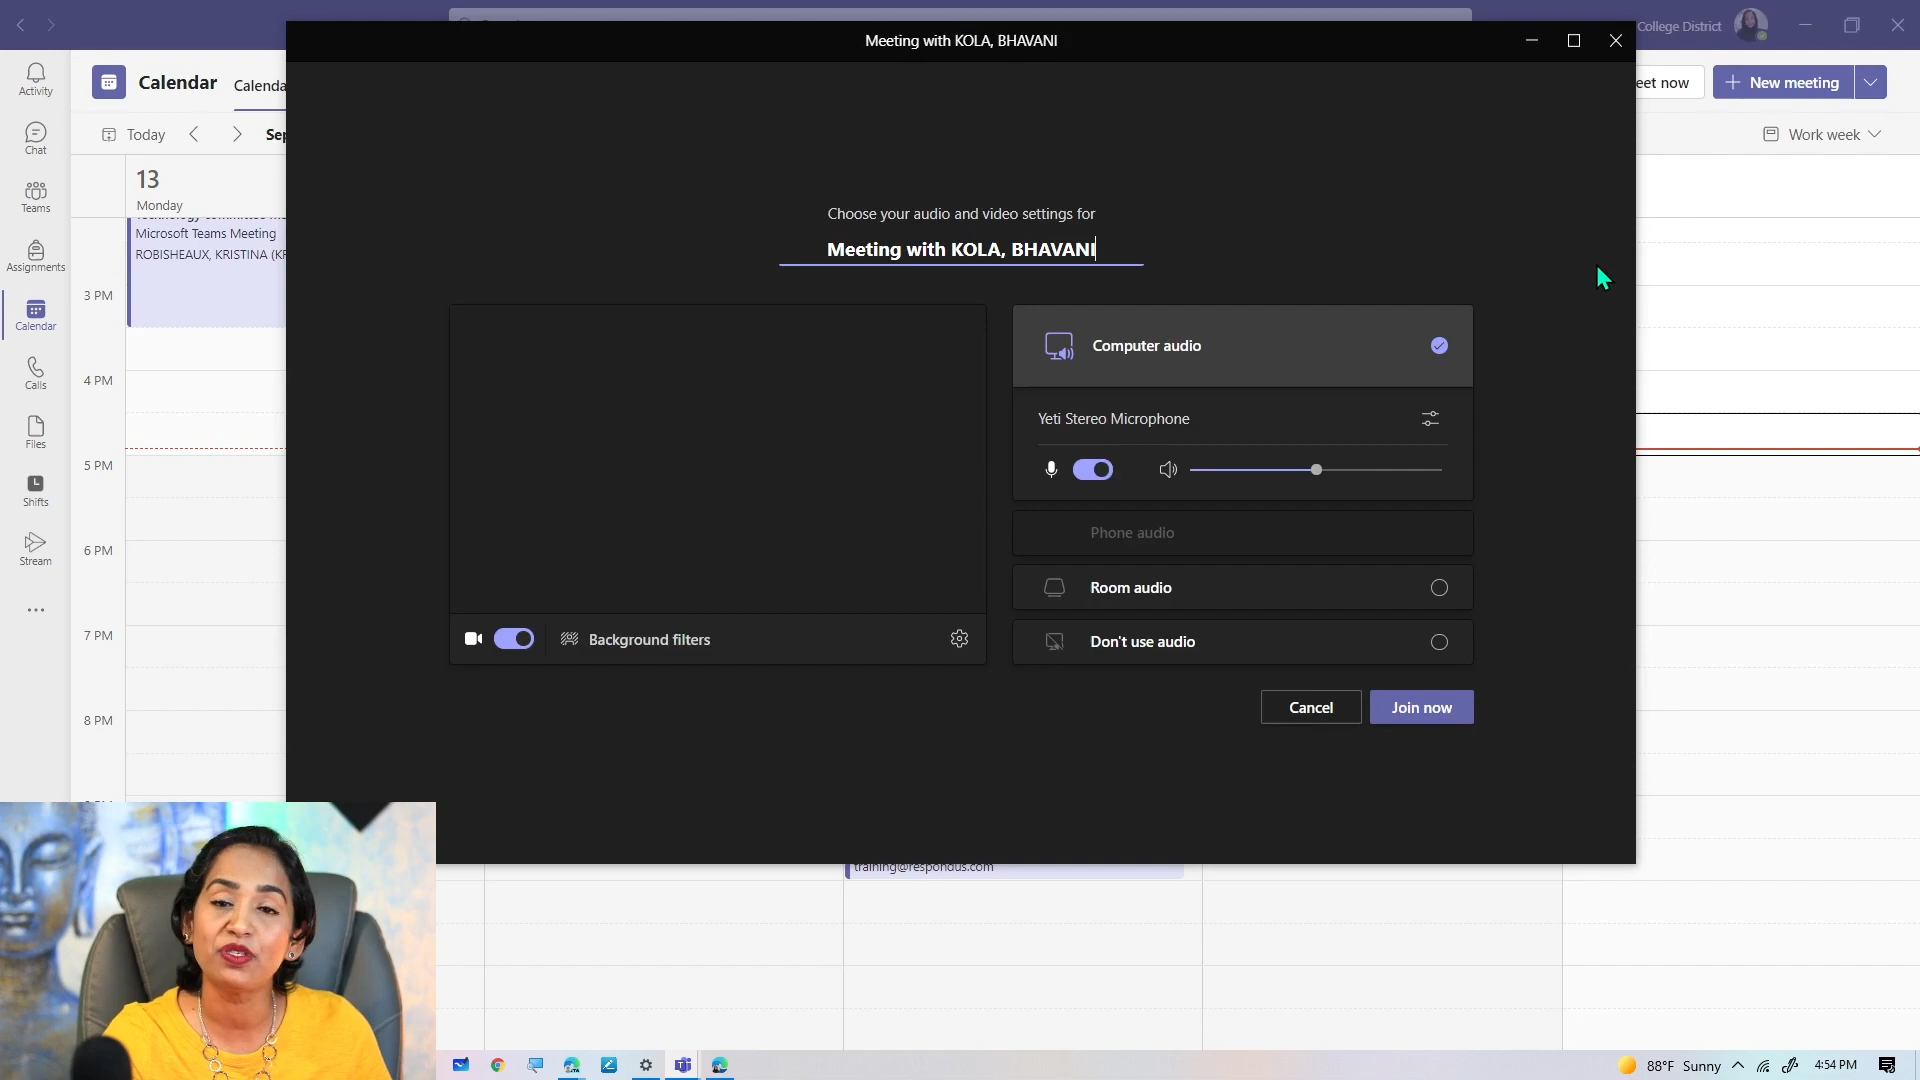 College District
Meeting with KOLA, BHAVANI
Activity
Chat
Teams
Assignments
Calendar
Calls
Files
Shifts
Stream
Calendar
Calenda
eet now
New meeting
Today
Sep
Work week
13
Monday
Microsoft Teams Meeting
ROBISHEAUX, KRISTINA (KR
3 PM
4 PM
5 PM
6 PM
7 PM
8 PM
Choose your audio and video settings for
Meeting with KOLA, BHAVANI
Computer audio
Yeti Stereo Microphone
Phone audio
Room audio
Don't use audio
Background filters
Cancel
Join now
training@respondus.com
88°F Sunny
4:54 PM